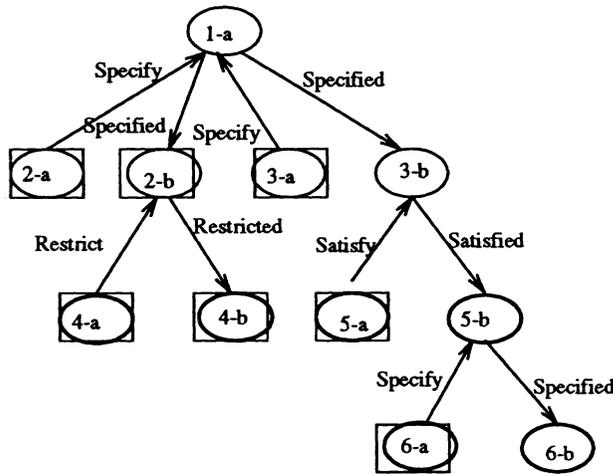 1-a
Specify
Specified
Specified
Specify
2-a
2-b
3-a
3-b
Restrict
Restricted
Satisfy
Satisfied
4-a
4-b
5-a
5-b
Specify
Specified
6-a
6-b